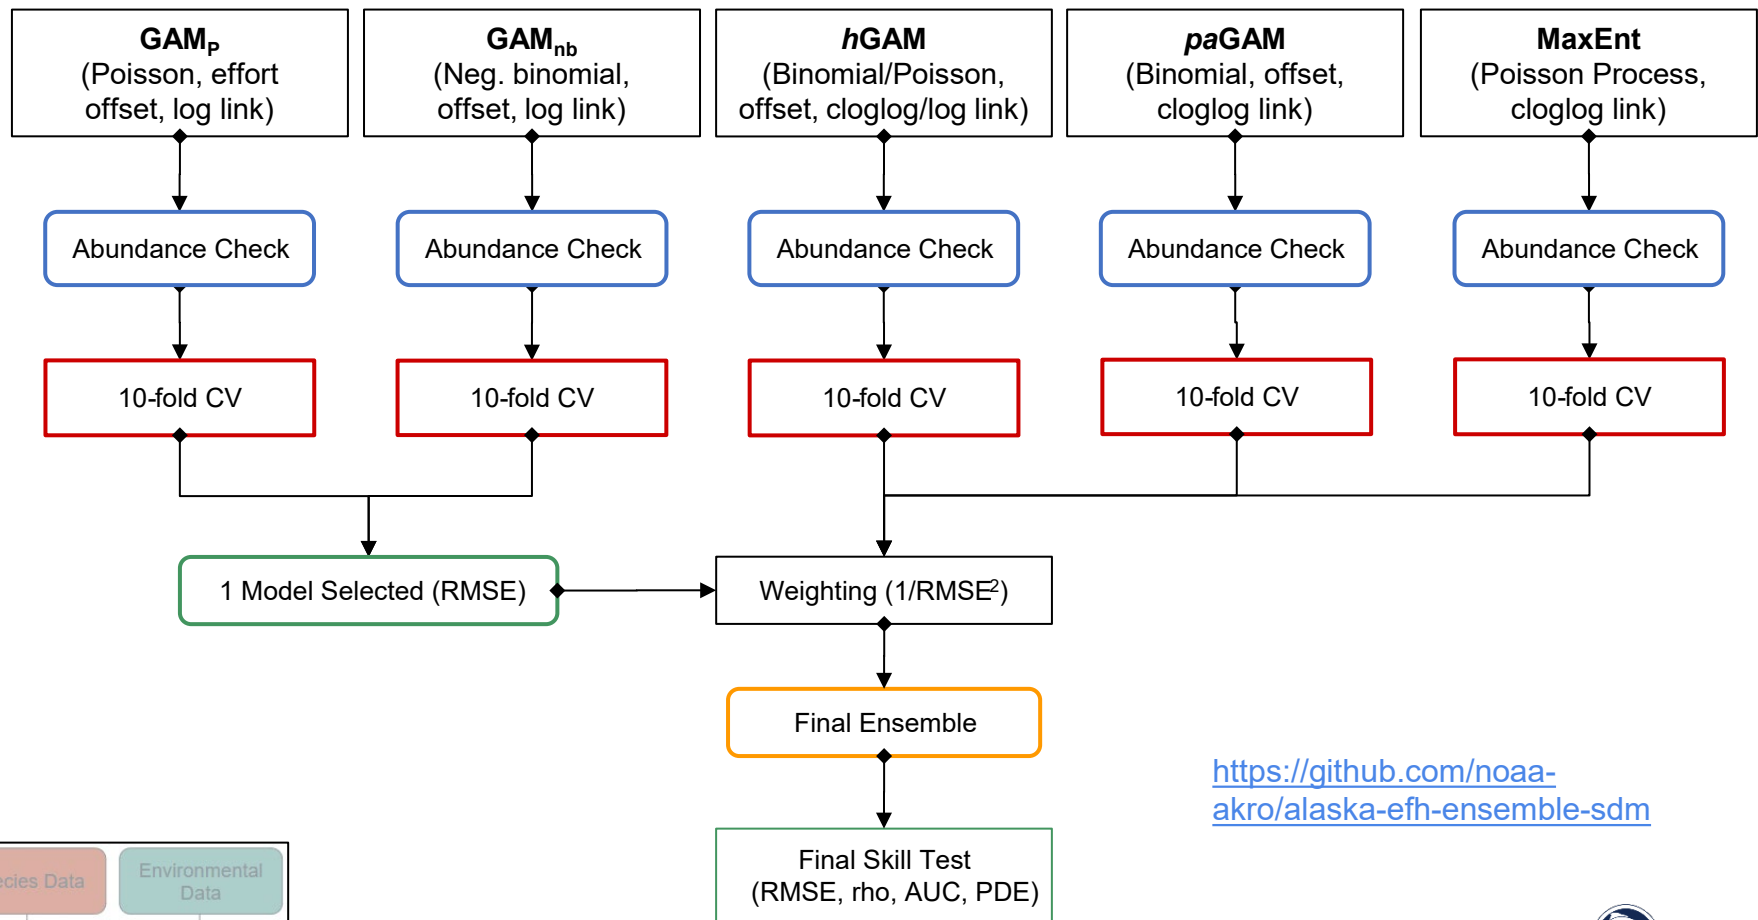 GAMP
(Poisson, effort
offset, log link)
GAMnb
(Neg. binomial,
offset, log link)
hGAM
(Binomial/Poisson,
offset, cloglog/log link)
paGAM
(Binomial, offset,
cloglog link)
MaxEnt
(Poisson Process,
cloglog link)
Abundance Check
Abundance Check
Abundance Check
Abundance Check
Abundance Check
10-fold CV
10-fold CV
10-fold CV
10-fold CV
10-fold CV
1 Model Selected (RMSE)
Weighting (1/RMSE²)
Final Ensemble
https://github.com/noaa-
akro/alaska-efh-ensemble-sdm
Final Skill Test
(RMSE, rho, AUC, PDE)
Data
Environmental
Data